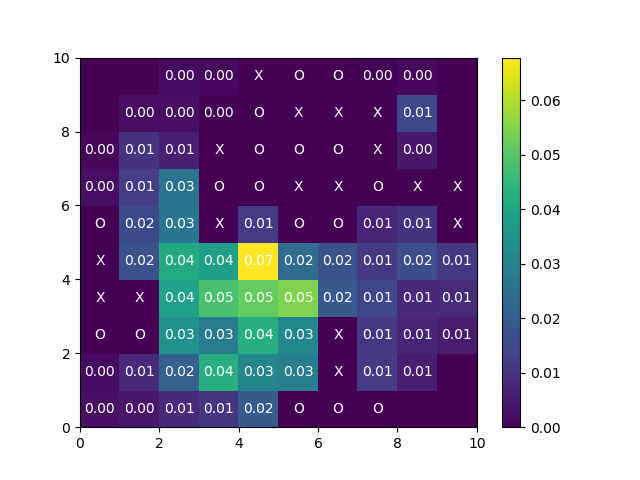 10 0.00 0.00 X O O 0.00 0.00
0.00 0.00 0.00 O X X X 0.01 0.06
8
0.00 0.01 0.01 X O O O X 0.00 0.05
0.00 0.01 0.03 O O X X O X X
6 0.04
O 0.02 0.03 X 0.01 O O 0.01 0.01 X
X 0.02 0.04 0.04 0.07 0.02 0.02 0.01 0.02 0.01 0.03
4
X X 0.04 0.05 0.05 0.05 0.02 0.01 0.01 0.01
O O 0.03 0.03 0.04 0.03 X 0.01 0.01 0.01 0.02
2
0.00 0.01 0.02 0.04 0.03 0.03 X 0.01 0.01 0.01
0.00 0.00 0.01 0.01 0.02 O O O
0 0.00
0 2 4 6 8 10